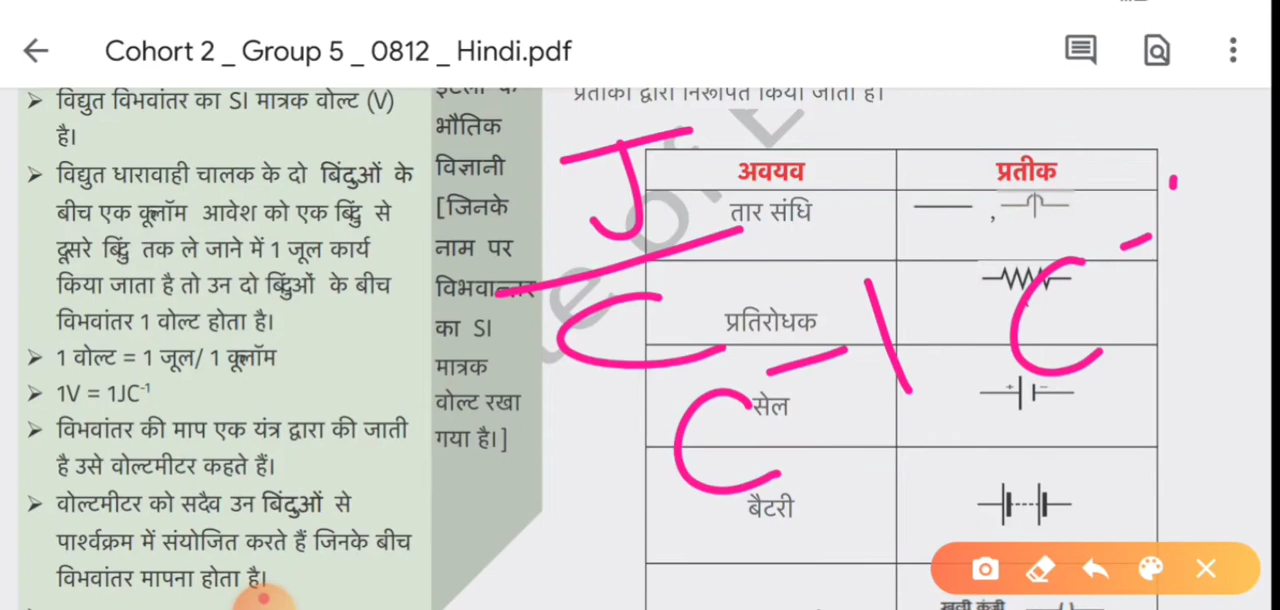 Cohort 2 _ Group 5 _ 0812 _ Hindi.pdf
विद्युत विभवांतर का SI मात्रक वोल्ट (V)
है।
विद्युत धारावाही चालक के दो बिंदुओं के
बीच एक कूलॉम आवेश को एक बिंदु से
दूसरे बिंदु तक ले जाने में 1 जूल कार्य
किया जाता है तो उन दो बिंदुओं के बीच
विभवांतर 1 वोल्ट होता है।
1 वोल्ट = 1 जूल/ 1 कूलॉम
1V = 1JC⁻¹
विभवांतर की माप एक यंत्र द्वारा की जाती
है उसे वोल्टमीटर कहते हैं।
वोल्टमीटर को सदैव उन बिंदुओं से
पार्श्वक्रम में संयोजित करते हैं जिनके बीच
विभवांतर मापना होता है।
भौतिक
विज्ञानी
[जिनके
नाम पर
विभवान्तर
का SI
मात्रक
वोल्ट रखा
गया है।]
प्रतीकों द्वारा निरूपित किया जाता है।
अवयव प्रतीक
तार संधि
प्रतिरोधक
सेल
बैटरी
खुली कुंजी
J
C
C
-1
C